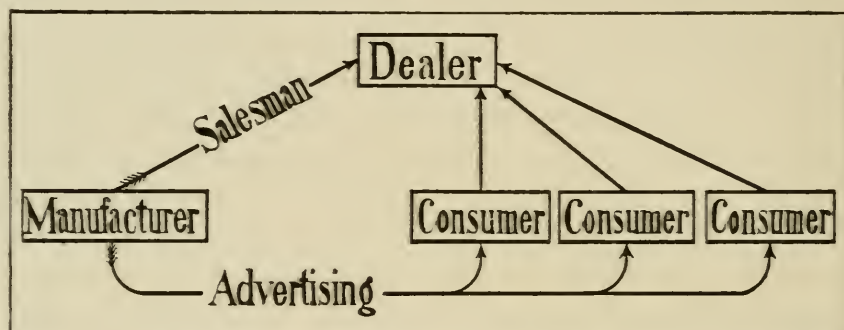 Dealer
Salesman
Manufacturer
Consumer Consumer Consumer
Advertising